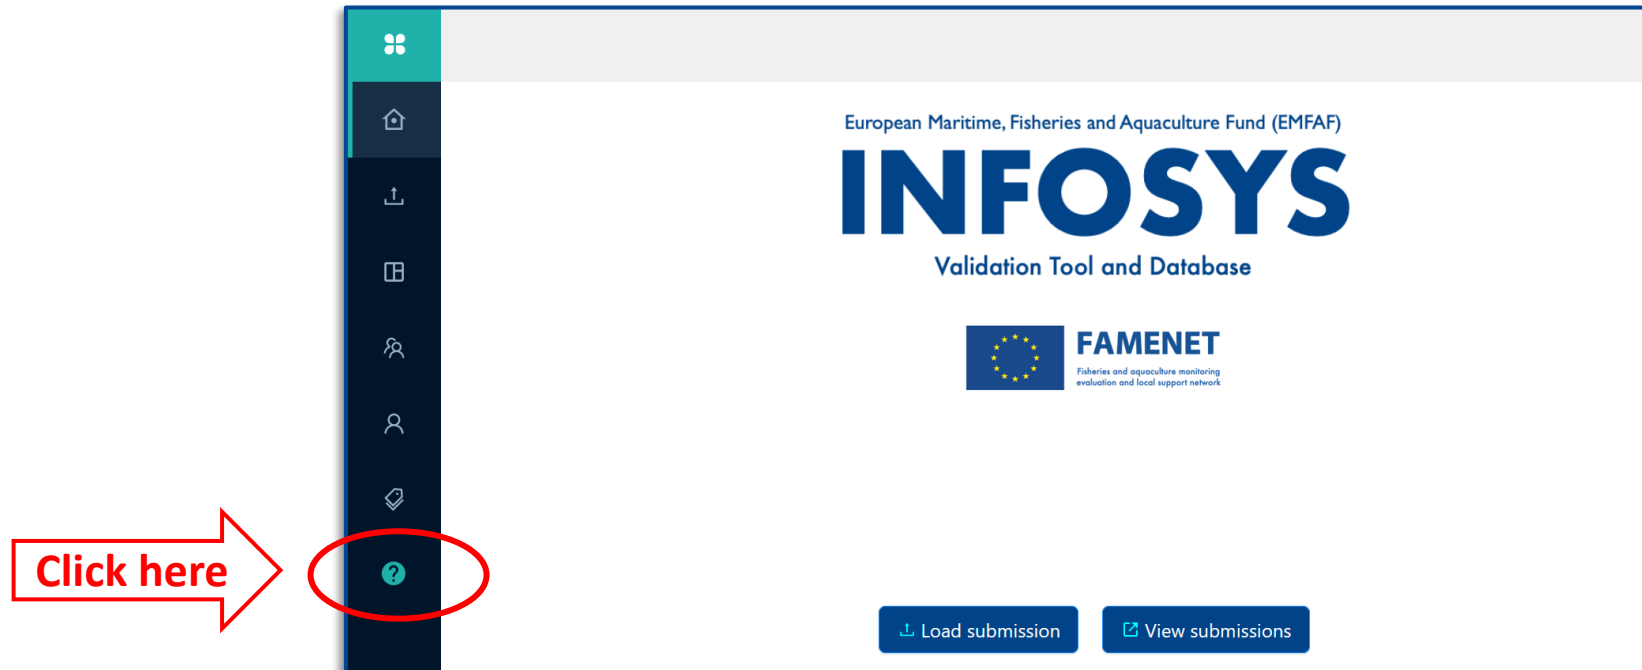 European Maritime, Fisheries and Aquaculture Fund (EMFAF)
INFOSYS
Validation Tool and Database
FAMENET
Fisheries and aquaculture monitoring
evaluation and local support network
Click here
?
Load submission
View submissions